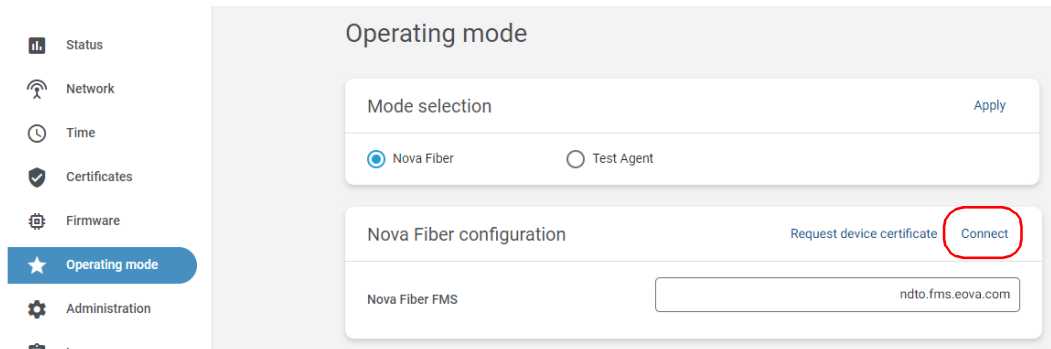 Operating mode
Status
Network
Time
Certificates
Firmware
Operating mode
Administration
Mode selection
Apply
Nova Fiber
Test Agent
Nova Fiber configuration
Request device certificate
Connect
Nova Fiber FMS
ndto.fms.eova.com